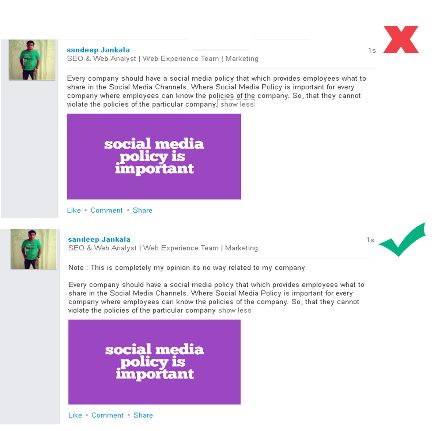 sandeep Jankala
1s
SEO & Web Analyst | Web Experience Team | Marketing
Every company should have a social media policy that which provides employees what to
share in the Social Media Channels. Where Social Media Policy is important for every
company where employees can know the policies of the company. So, that they cannot
violate the policies of the particular company. show less
social media
policy is
important
Like • Comment • Share
sandeep Jankala
1s
SEO & Web Analyst | Web Experience Team | Marketing
Note : This is completely my opinion its no way related to my company
Every company should have a social media policy that which provides employees what to
share in the Social Media Channels. Where Social Media Policy is important for every
company where employees can know the policies of the company. So, that they cannot
violate the policies of the particular company show less
social media
policy is
important
Like • Comment • Share